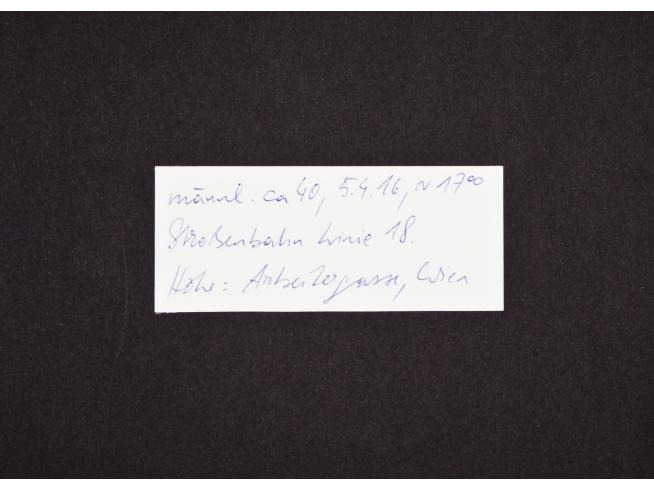 männl. ca 40, 5.4.16, ~ 17⁰⁰
Straßenbahn Linie 18.
Höhe: Arbeitergasse, Wien